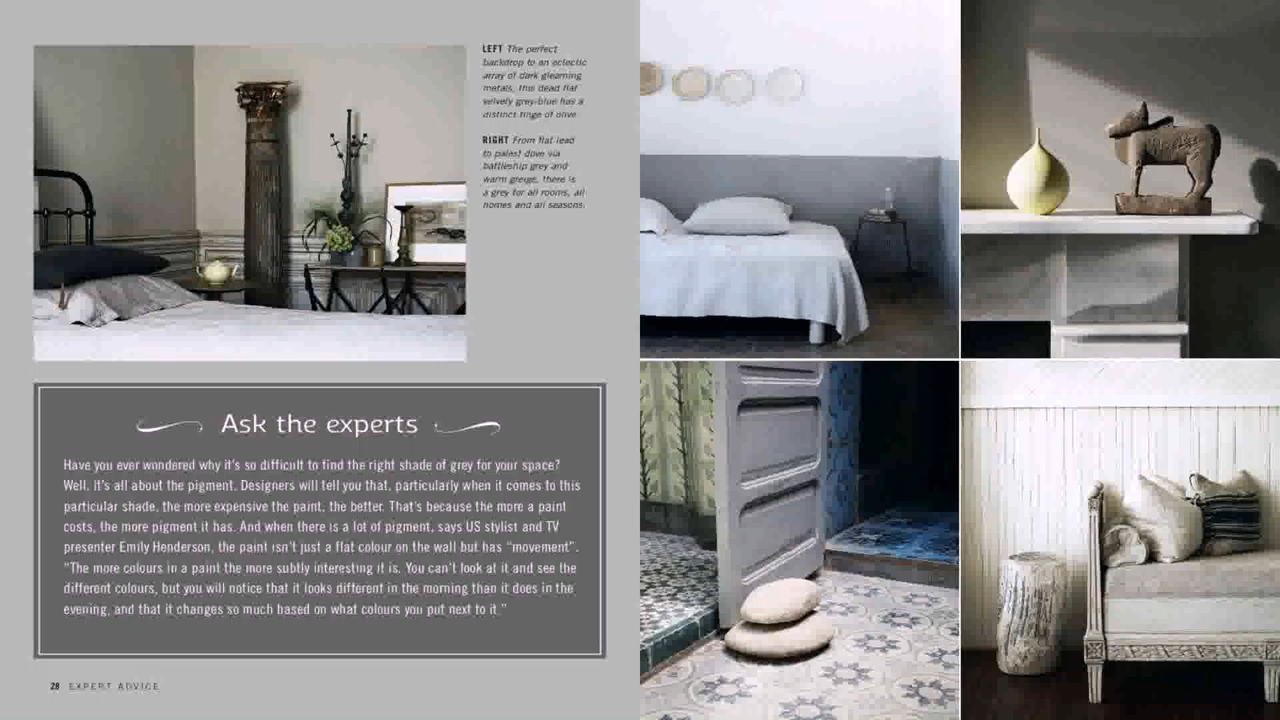 LEFT The perfect
backdrop to an eclectic
array of dark gleaming
metals, this dead flat
velvety grey-blue has a
distinct tinge of olive.
RIGHT From flat lead
to palest dove via
battleship grey and
warm greige, there is
a grey for all rooms, all
homes and all seasons.
Ask the experts
Have you ever wondered why it's so difficult to find the right shade of grey for your space?
Well, it's all about the pigment. Designers will tell you that, particularly when it comes to this
particular shade, the more expensive the paint, the better. That's because the more a paint
costs, the more pigment it has. And when there is a lot of pigment, says US stylist and TV
presenter Emily Henderson, the paint isn't just a flat colour on the wall but has “movement”.
“The more colours in a paint the more subtly interesting it is. You can't look at it and see the
different colours, but you will notice that it looks different in the morning than it does in the
evening, and that it changes so much based on what colours you put next to it.”
28 EXPERT ADVICE